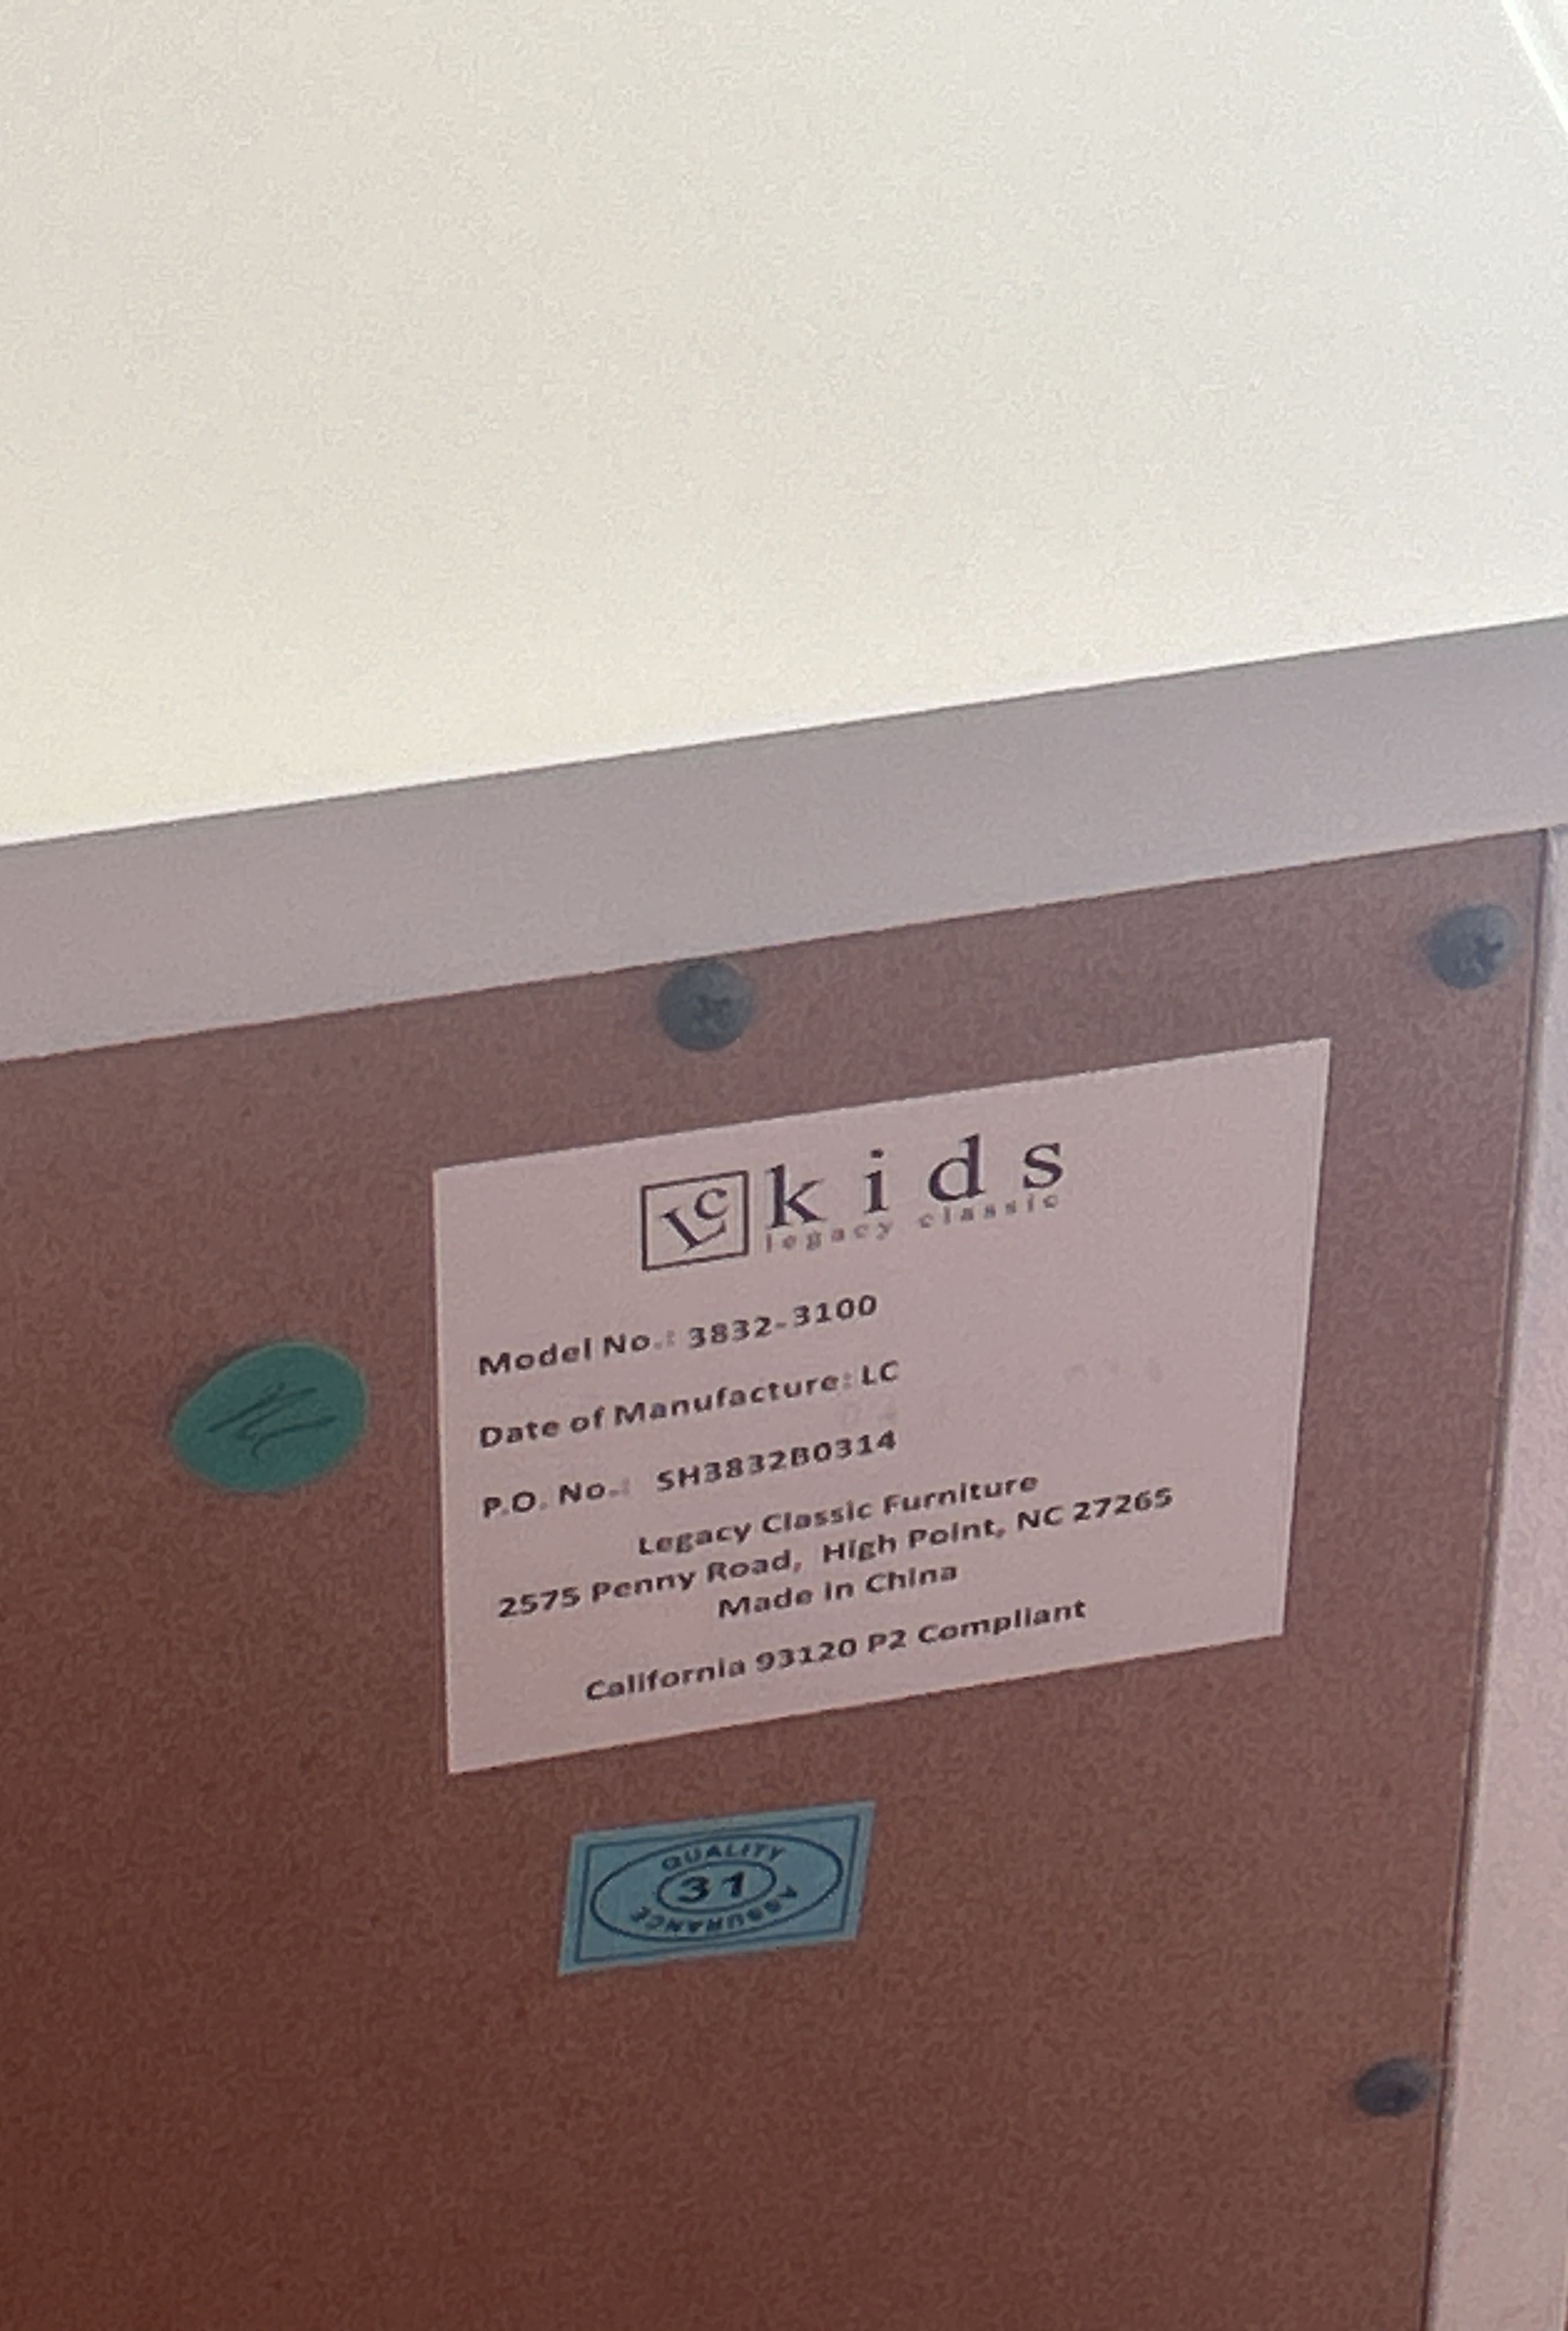 LC kids
legacy classic
Model No.: 3832-3100
Date of Manufacture: LC
P.O. No.: SH3832B0314
Legacy Classic Furniture
2575 Penny Road, High Point, NC 27265
Made in China
California 93120 P2 Compliant
QUALITY
31
ASSURANCE